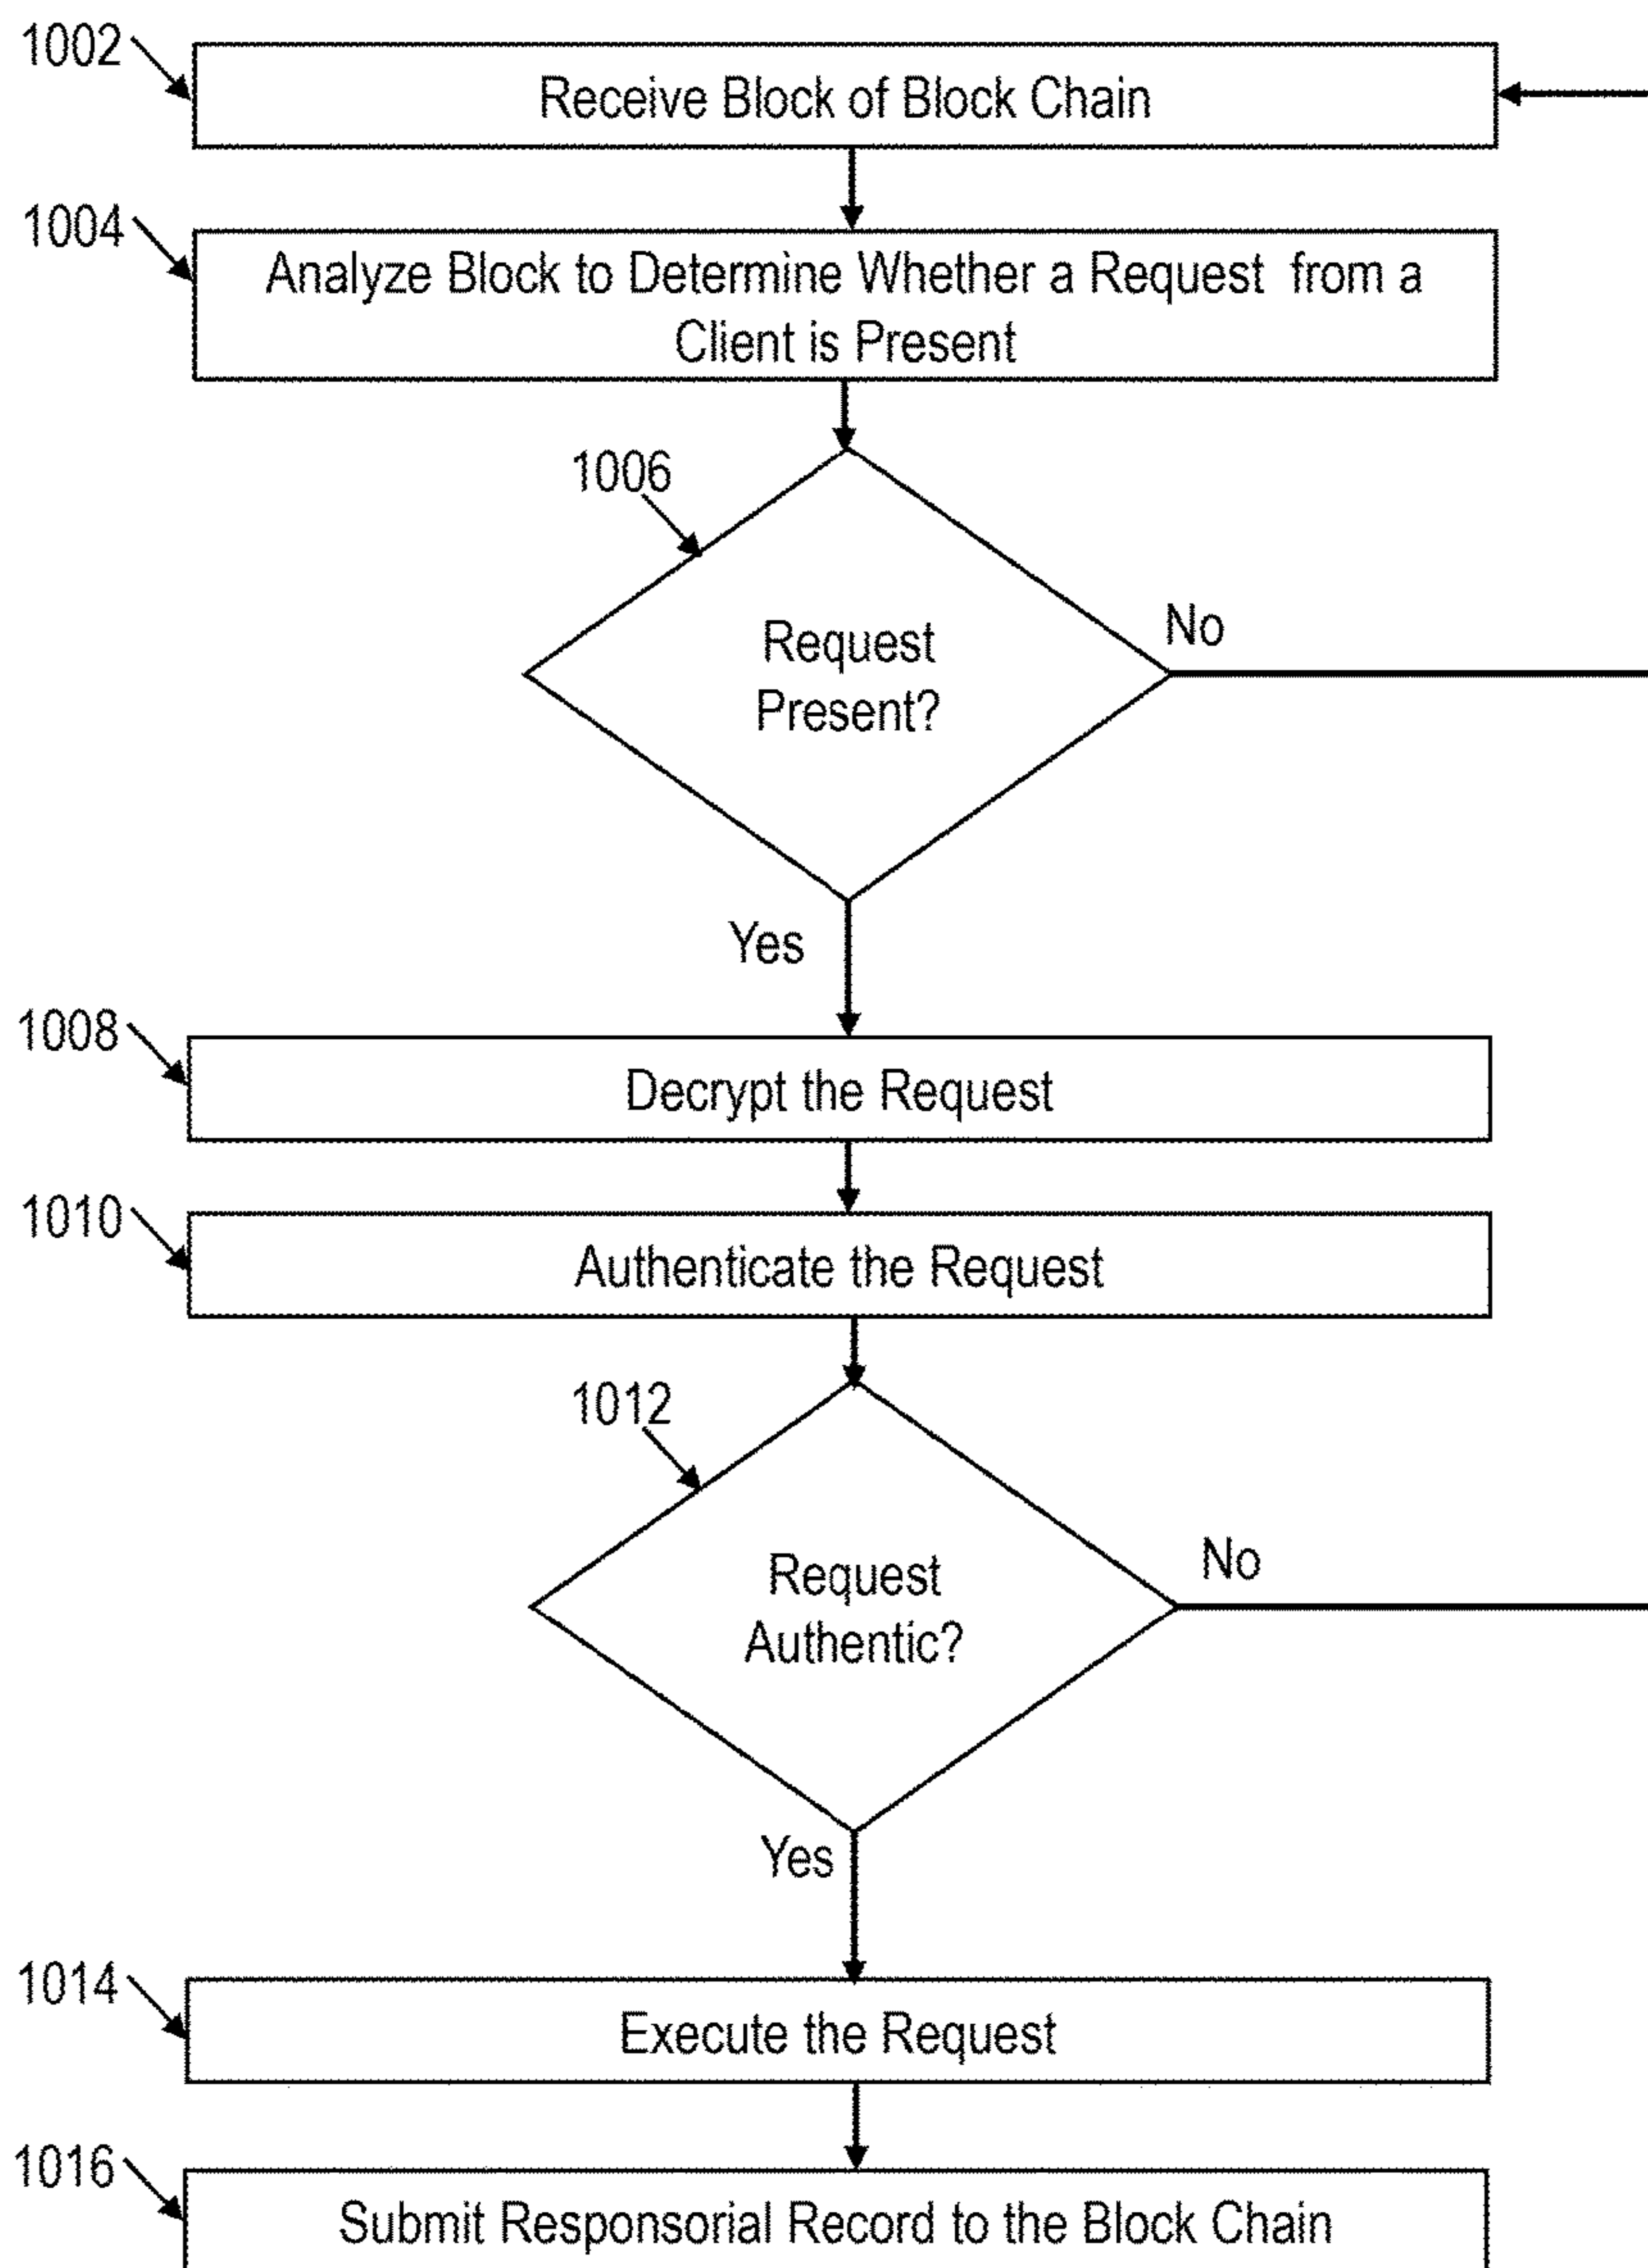 1002
Receive Block of Block Chain
1004
Analyze Block to Determine Whether a Request from a
Client is Present
1006
Request
Present?
No
Yes
1008
Decrypt the Request
1010
Authenticate the Request
1012
Request
Authentic?
No
Yes
1014
Execute the Request
1016
Submit Responsorial Record to the Block Chain